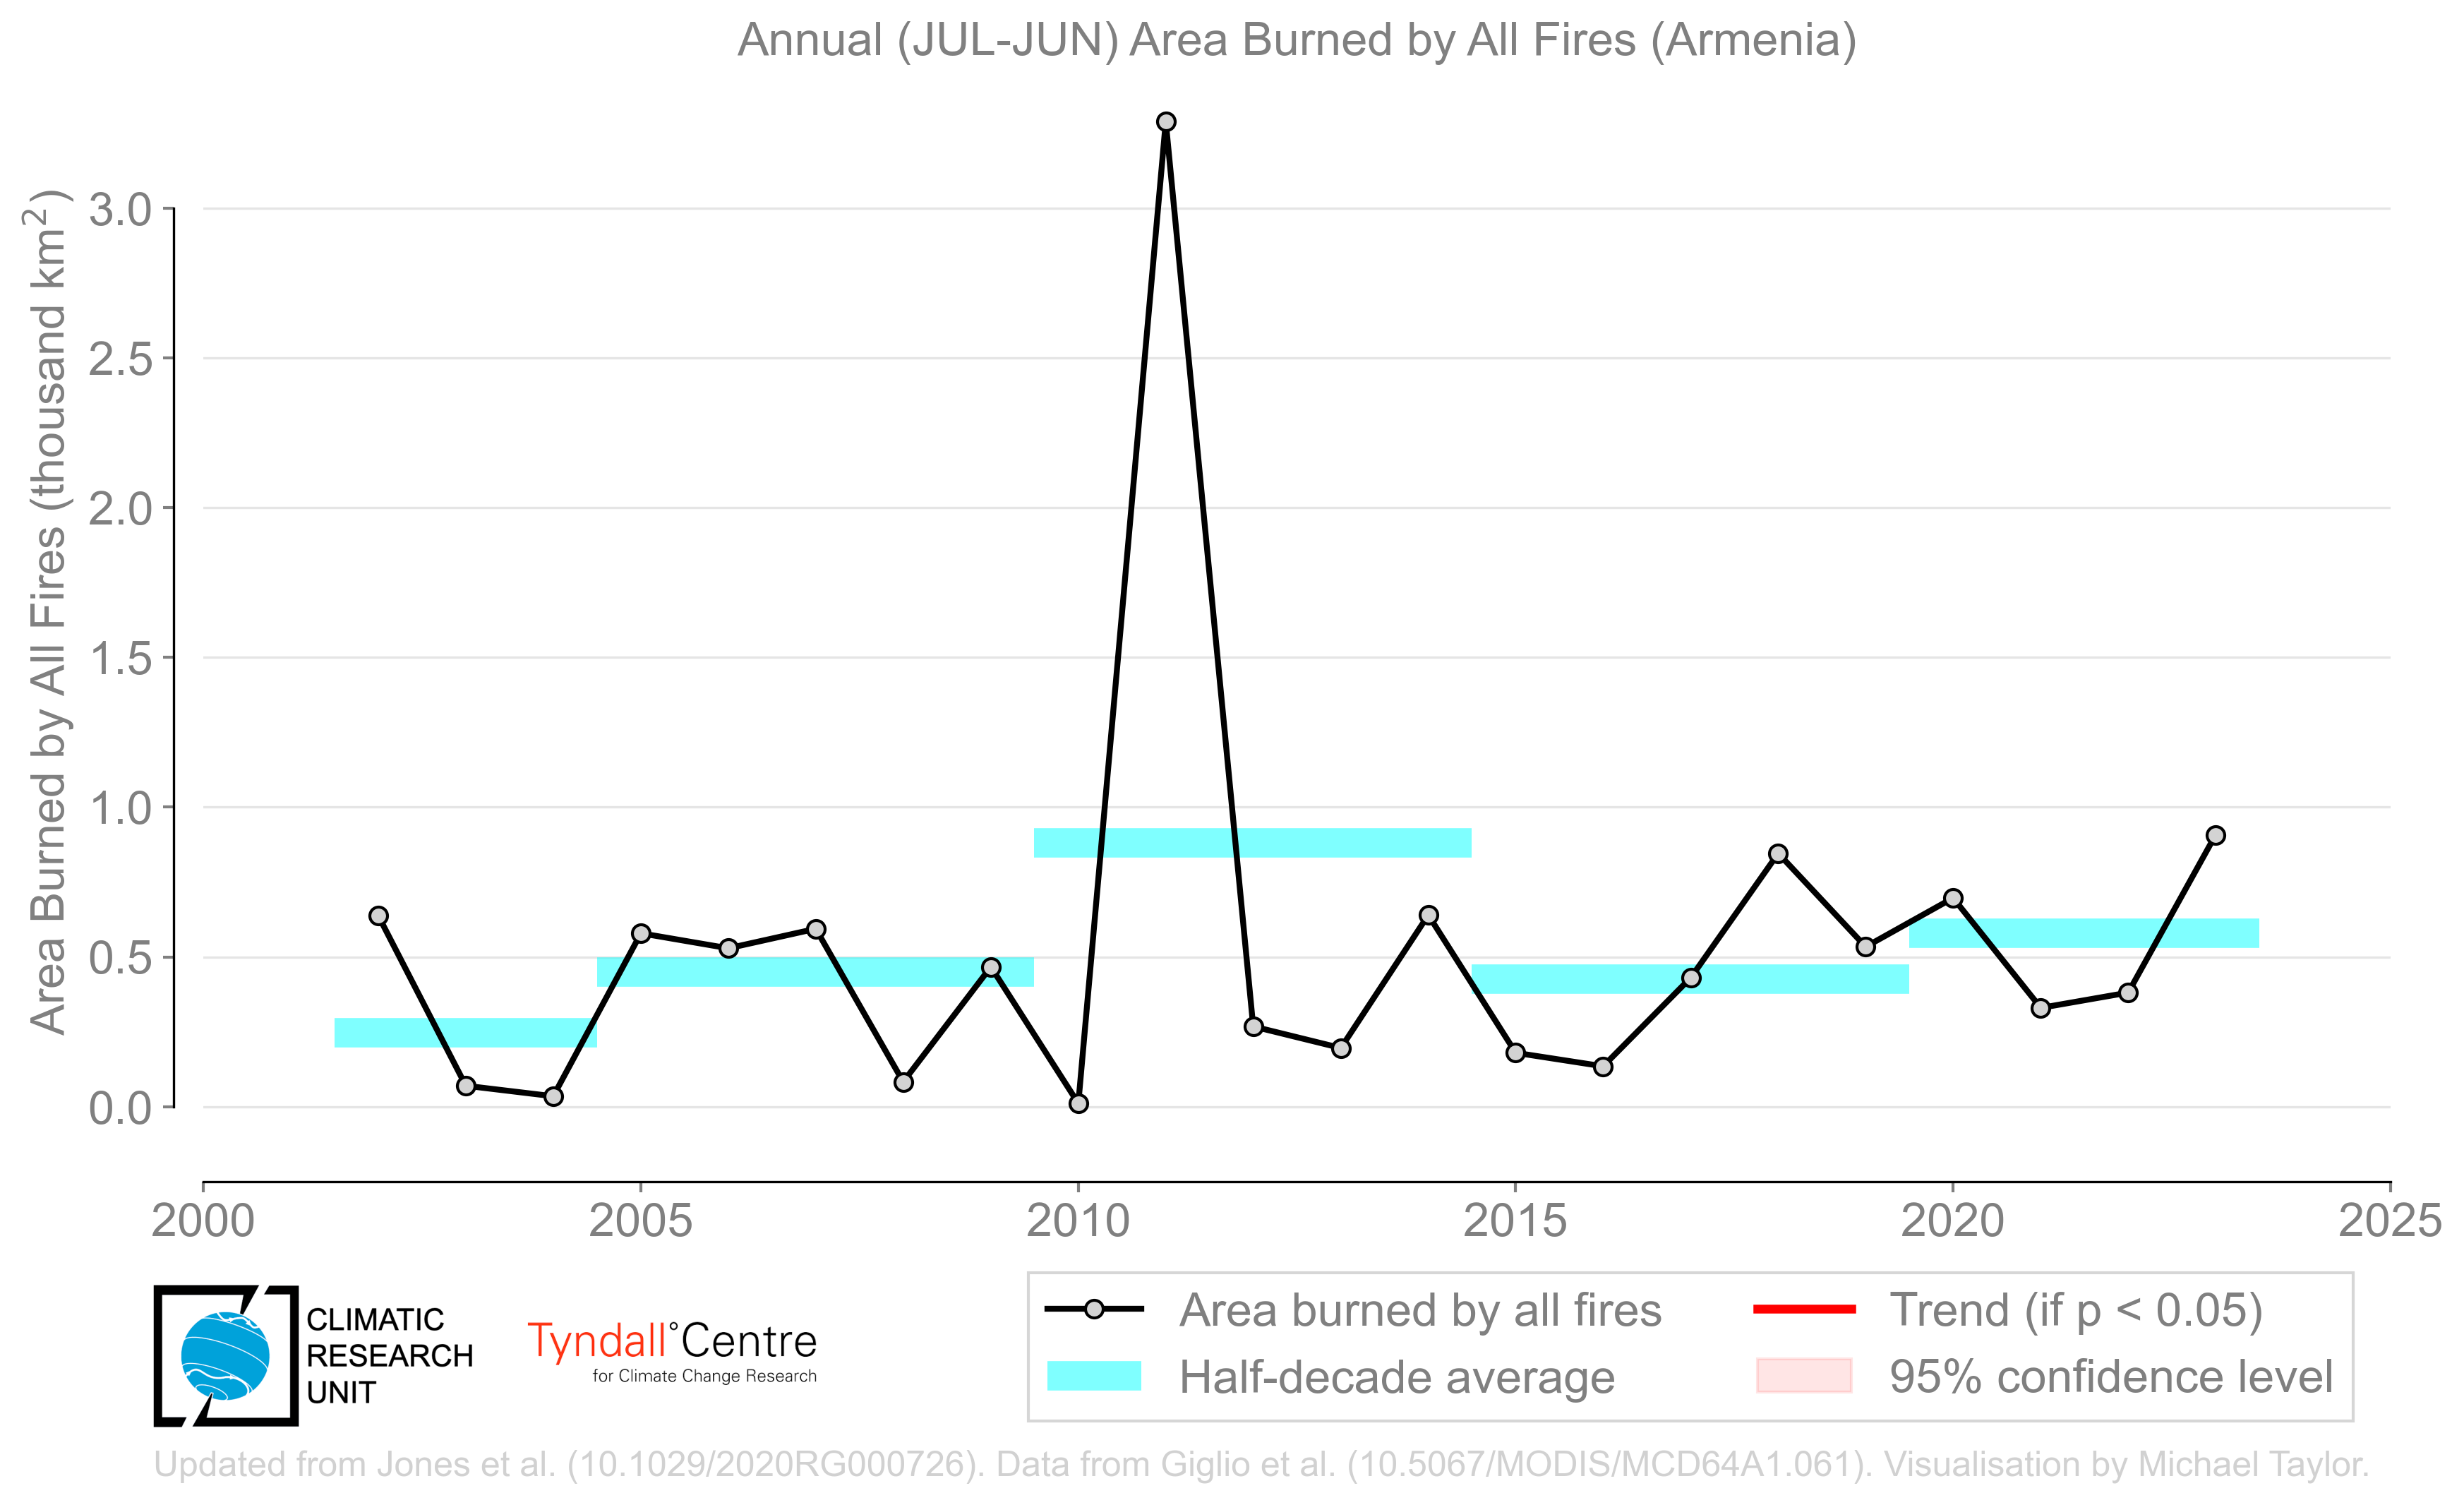 Annual (JUL-JUN) Area Burned by All Fires (Armenia)
Area Burned by All Fires (thousand km²)
3.0
2.5
2.0
1.5
1.0
0.5
0.0
2000 2005 2010 2015 2020 2025
Area burned by all fires
Trend (if p < 0.05)
Half-decade average
95% confidence level
CLIMATIC
RESEARCH
UNIT
Tyndall°Centre
for Climate Change Research
Updated from Jones et al. (10.1029/2020RG000726). Data from Giglio et al. (10.5067/MODIS/MCD64A1.061). Visualisation by Michael Taylor.